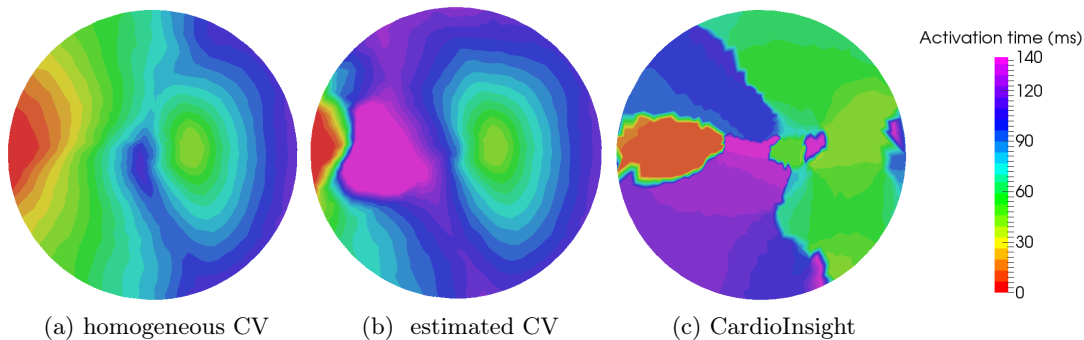 Activation time (ms)
140
120
90
60
30
0
(a) homogeneous CV
(b) estimated CV
(c) CardioInsight